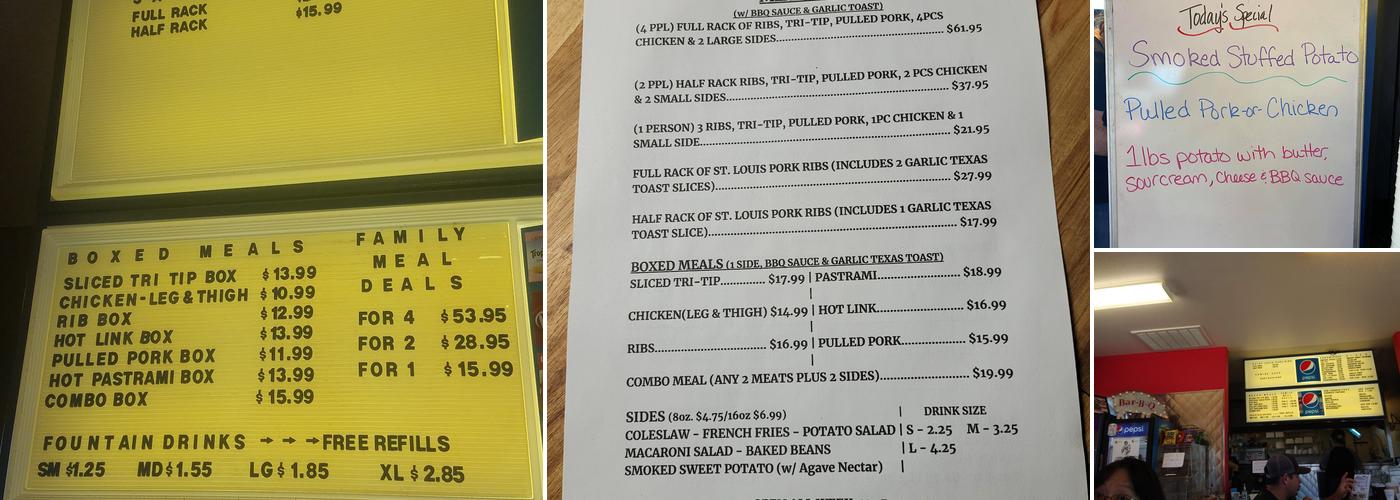 FULL RACK
HALF RACK
$15.99
BOXED MEALS
SLICED TRI TIP BOX $13.99
CHICKEN-LEG & THIGH $10.99
RIB BOX $12.99
HOT LINK BOX $13.99
PULLED PORK BOX $11.99
HOT PASTRAMI BOX $13.99
COMBO BOX $15.99
FAMILY
MEAL
DEALS
FOR 4 $53.95
FOR 2 $28.95
FOR 1 $15.99
FOUNTAIN DRINKS → → → FREE REFILLS
SM $1.25 MD $1.55 LG $1.85 XL $2.85
(w/ BBQ SAUCE & GARLIC TOAST)
(4 PPL) FULL RACK OF RIBS, TRI-TIP, PULLED PORK, 4PCS
CHICKEN & 2 LARGE SIDES.......... $61.95
(2 PPL) HALF RACK RIBS, TRI-TIP, PULLED PORK, 2 PCS CHICKEN
& 2 SMALL SIDES.......... $37.95
(1 PERSON) 3 RIBS, TRI-TIP, PULLED PORK, 1PC CHICKEN & 1
SMALL SIDE.......... $21.95
FULL RACK OF ST. LOUIS PORK RIBS (INCLUDES 2 GARLIC TEXAS
TOAST SLICES).......... $27.99
HALF RACK OF ST. LOUIS PORK RIBS (INCLUDES 1 GARLIC TEXAS
TOAST SLICE).......... $17.99
BOXED MEALS (1 SIDE, BBQ SAUCE & GARLIC TEXAS TOAST)
SLICED TRI-TIP.......... $17.99 | PASTRAMI.......... $18.99
CHICKEN(LEG & THIGH) $14.99 | HOT LINK.......... $16.99
RIBS.......... $16.99 | PULLED PORK.......... $15.99
COMBO MEAL (ANY 2 MEATS PLUS 2 SIDES).......... $19.99
SIDES (8oz. $4.75/16oz $6.99) | DRINK SIZE
COLESLAW - FRENCH FRIES - POTATO SALAD | S - 2.25 M - 3.25
MACARONI SALAD - BAKED BEANS | L - 4.25
SMOKED SWEET POTATO (w/ Agave Nectar) |
Today's Special
Smoked Stuffed Potato
Pulled Pork-or-Chicken
1lbs potato with butter,
sourcream, Cheese & BBQ sauce
Bar-B-Q
pepsi
pepsi
pepsi